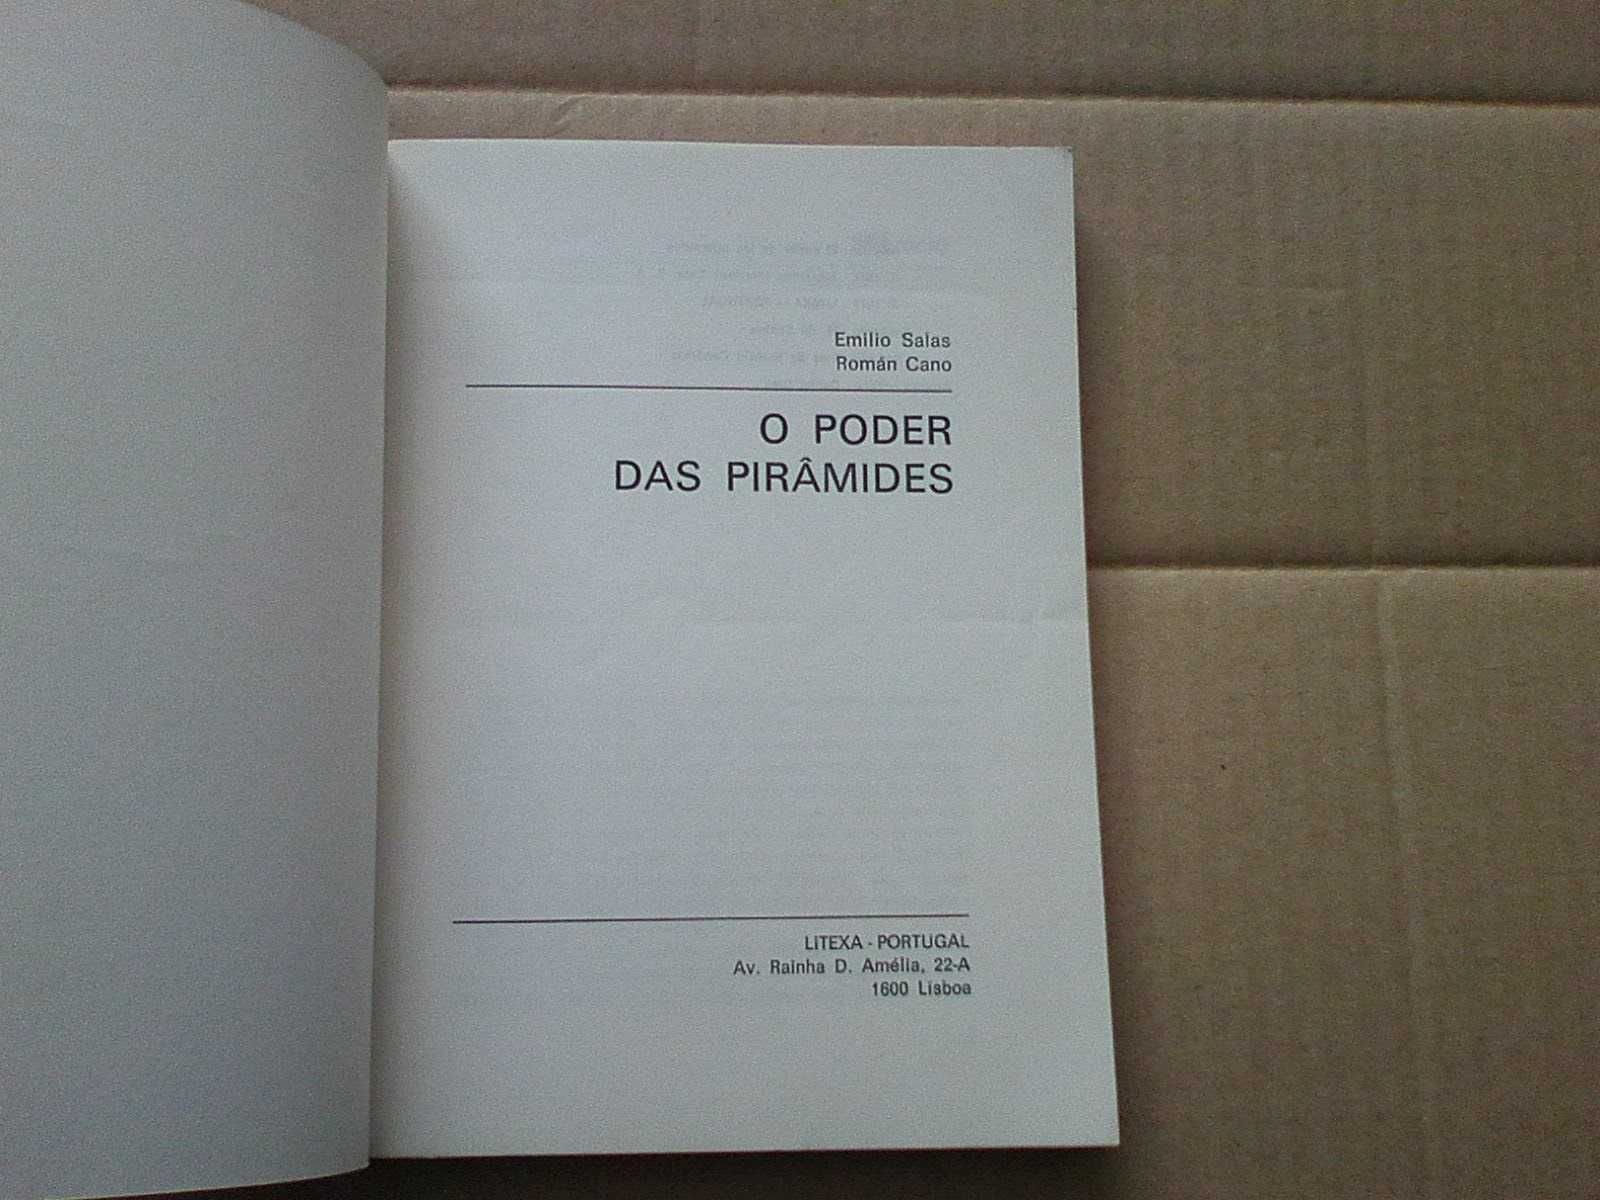 Emilio Salas
Román Cano
O PODER
DAS PIRÂMIDES
LITEXA - PORTUGAL
Av. Rainha D. Amélia, 22-A
1600 Lisboa